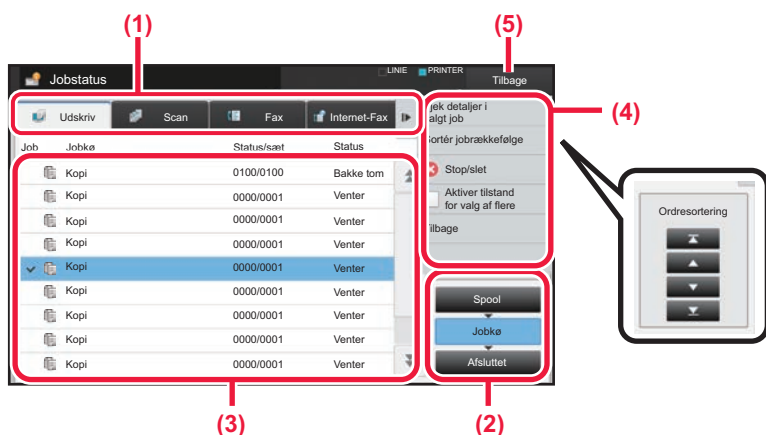 (1)
(5)
Jobstatus
LINIE
PRINTER
Tilbage
Udskriv
Scan
Fax
Internet-Fax
Job
Jobkø
Status/sæt
Status
Kopi
0100/0100
Bakke tom
Kopi
0000/0001
Venter
Kopi
0000/0001
Venter
Kopi
0000/0001
Venter
Kopi
0000/0001
Venter
Kopi
0000/0001
Venter
Kopi
0000/0001
Venter
Kopi
0000/0001
Venter
Kopi
0000/0001
Venter
jek detaljer i
algt job
Sortér jobrækkefølge
Stop/slet
Aktiver tilstand
for valg af flere
ilbage
(4)
Ordresortering
Spool
Jobkø
Afsluttet
(3)
(2)